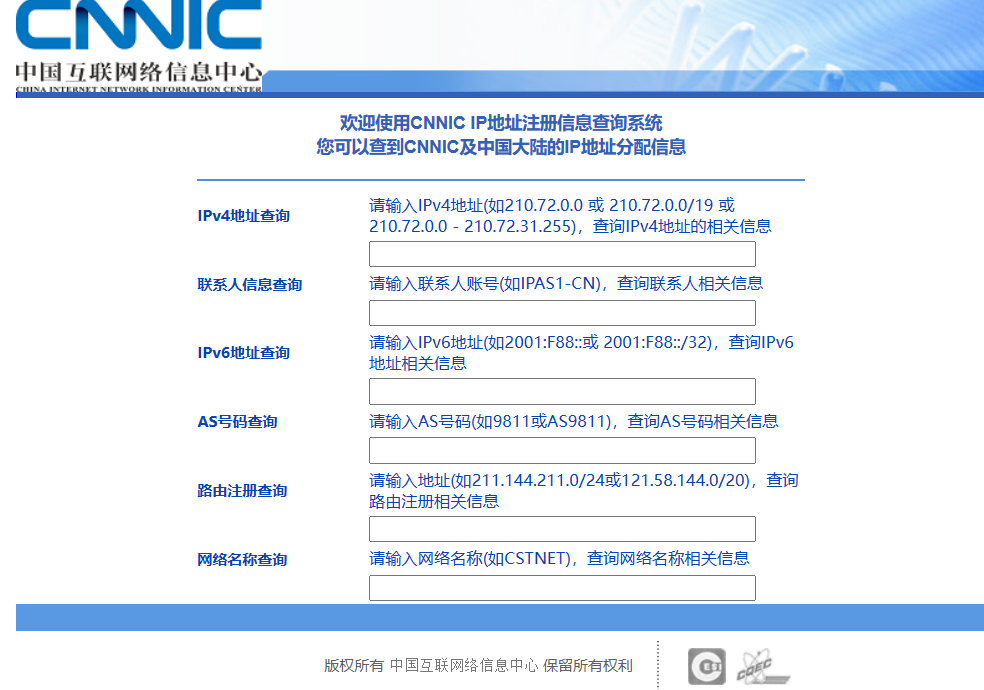 CNNIC
中国互联网络信息中心
CHINA INTERNET NETWORK INFORMATION CENTER
欢迎使用CNNIC IP地址注册信息查询系统
您可以查到CNNIC及中国大陆的IP地址分配信息
IPv4地址查询
请输入IPv4地址(如210.72.0.0 或 210.72.0.0/19 或
210.72.0.0 - 210.72.31.255)，查询IPv4地址的相关信息
联系人信息查询
请输入联系人账号(如IPAS1-CN)，查询联系人相关信息
IPv6地址查询
请输入IPv6地址(如2001:F88::或 2001:F88::/32)，查询IPv6
地址相关信息
AS号码查询
请输入AS号码(如9811或AS9811)，查询AS号码相关信息
路由注册查询
请输入地址(如211.144.211.0/24或121.58.144.0/20)，查询
路由注册相关信息
网络名称查询
请输入网络名称(如CSTNET)，查询网络名称相关信息
版权所有 中国互联网络信息中心 保留所有权利